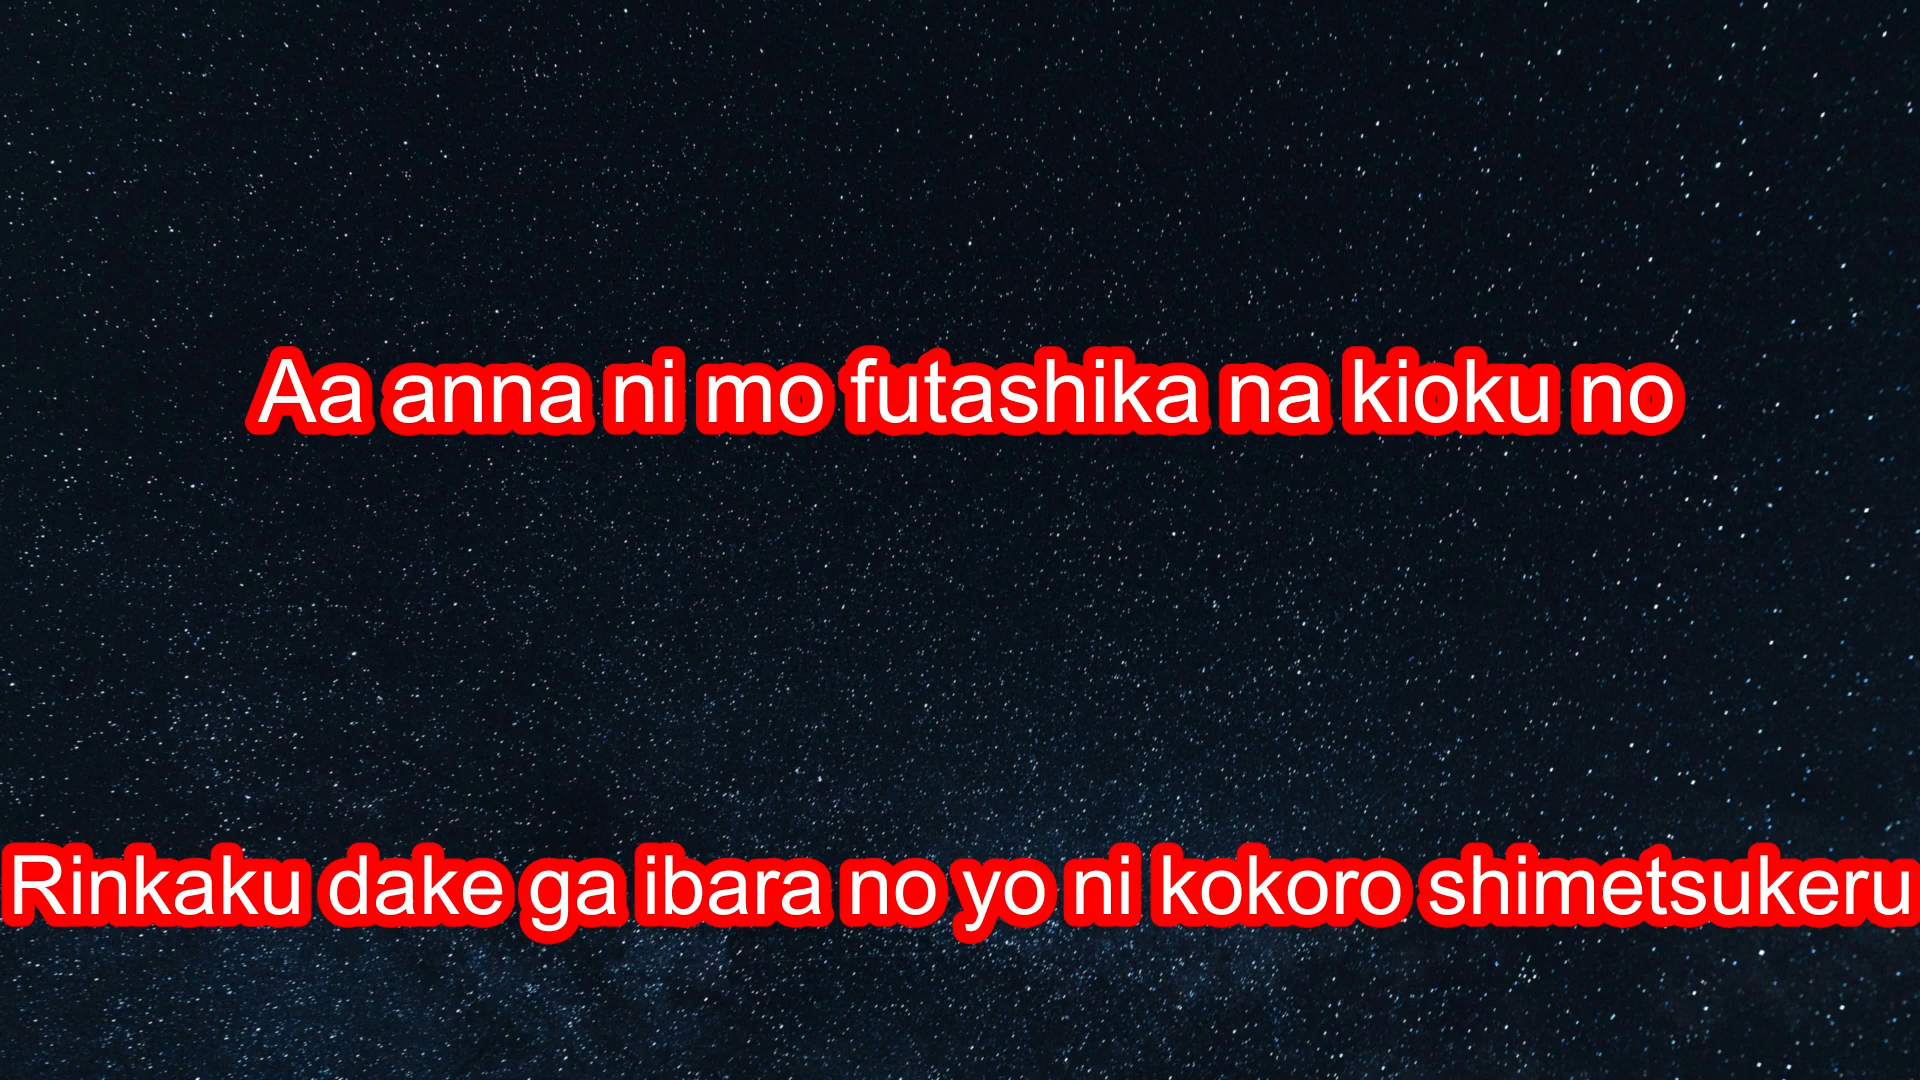 Aa anna ni mo futashika na kioku no
Rinkaku dake ga ibara no yo ni kokoro shimetsukeru